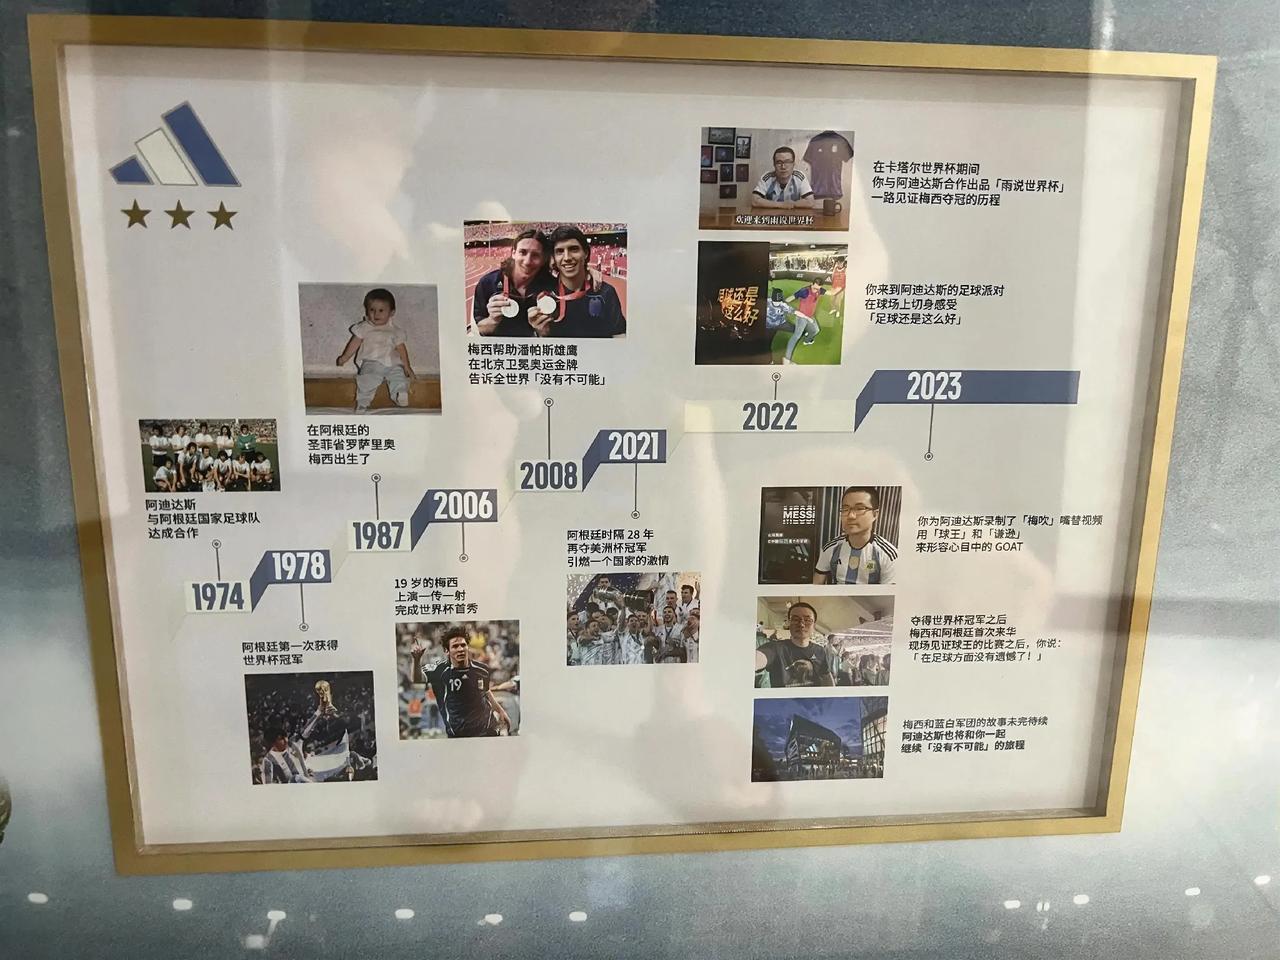 阿迪达斯
与阿根廷国家足球队
达成合作
1974
1978
阿根廷第一次获得
世界杯冠军
在阿根廷的
圣菲省罗萨里奥
梅西出生了
1987
2006
19 岁的梅西
上演一传一射
完成世界杯首秀
19
梅西帮助潘帕斯雄鹰
在北京卫冕奥运金牌
告诉全世界「没有不可能」
2008
2021
阿根廷时隔 28 年
再夺美洲杯冠军
引燃一个国家的激情
欢迎来到雨说世界杯
在卡塔尔世界杯期间
你与阿迪达斯合作出品「雨说世界杯」
一路见证梅西夺冠的历程
足球还是
这么好
你来到阿迪达斯的足球派对
在球场上切身感受
「足球还是这么好」
2022
2023
MESSI
你为阿迪达斯录制了「梅吹」嘴替视频
用「球王」和「谦逊」
来形容心目中的 GOAT
夺得世界杯冠军之后
梅西和阿根廷首次来华
现场见证球王的比赛之后，你说：
「在足球方面没有遗憾了！」
梅西和蓝白军团的故事未完待续
阿迪达斯也将和你一起
继续「没有不可能」的旅程